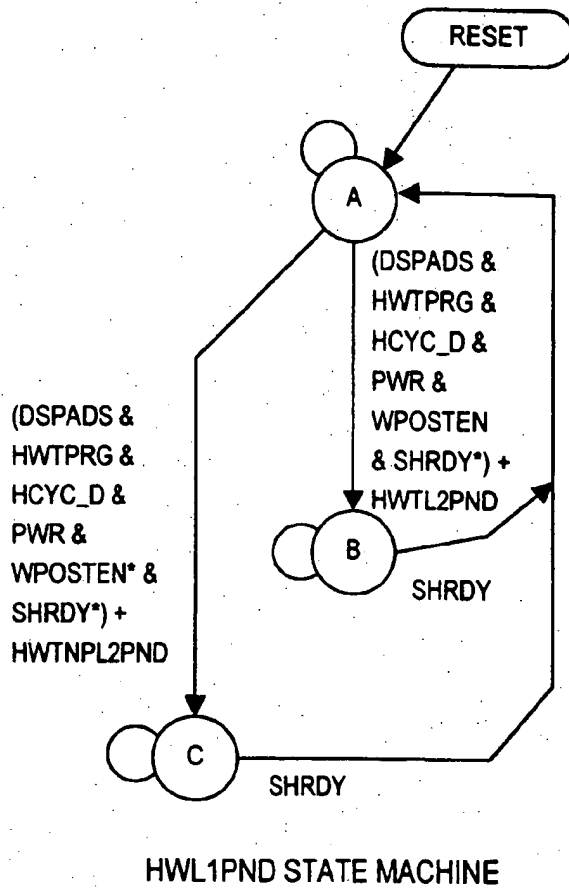 RESET
A
(DSPADS &
HWTPRG &
HCYC_D &
PWR &
WPOSTEN
& SHRDY*) +
HWTL2PND
(DSPADS &
HWTPRG &
HCYC_D &
PWR &
WPOSTEN* &
SHRDY*) +
HWTNPL2PND
B
SHRDY
C
SHRDY
HWL1PND STATE MACHINE